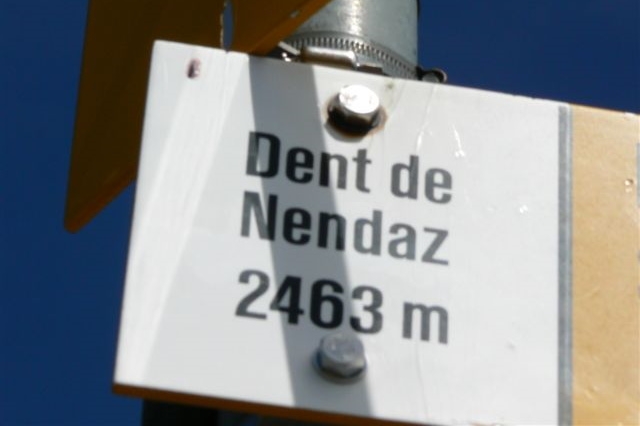 Dent de
Nendaz
2463 m